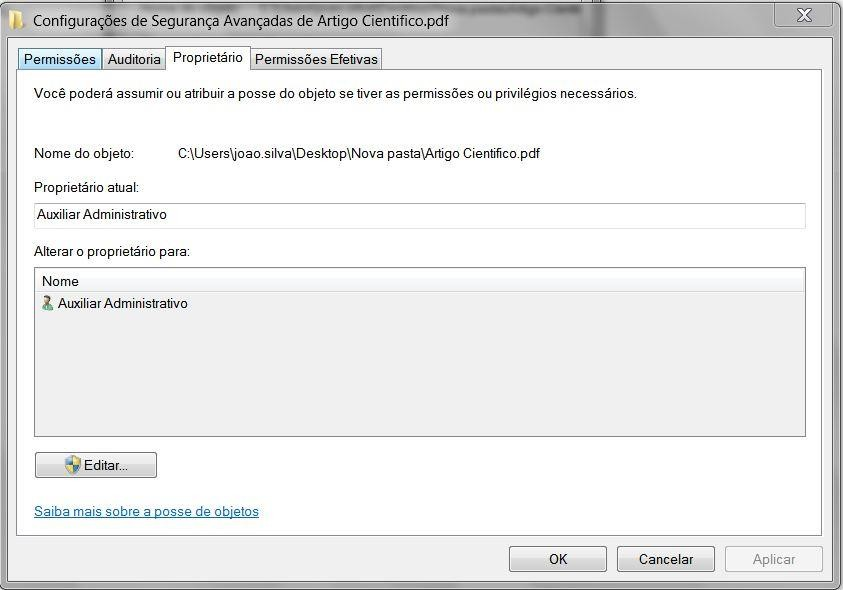 Configurações de Segurança Avançadas de Artigo Cientifico.pdf
Permissões Auditoria Proprietário Permissões Efetivas
Você poderá assumir ou atribuir a posse do objeto se tiver as permissões ou privilégios necessários.
Nome do objeto: C:\Users\joao.silva\Desktop\Nova pasta\Artigo Cientifico.pdf
Proprietário atual:
Auxiliar Administrativo
Alterar o proprietário para:
Nome
Auxiliar Administrativo
Editar...
Saiba mais sobre a posse de objetos
OK Cancelar Aplicar